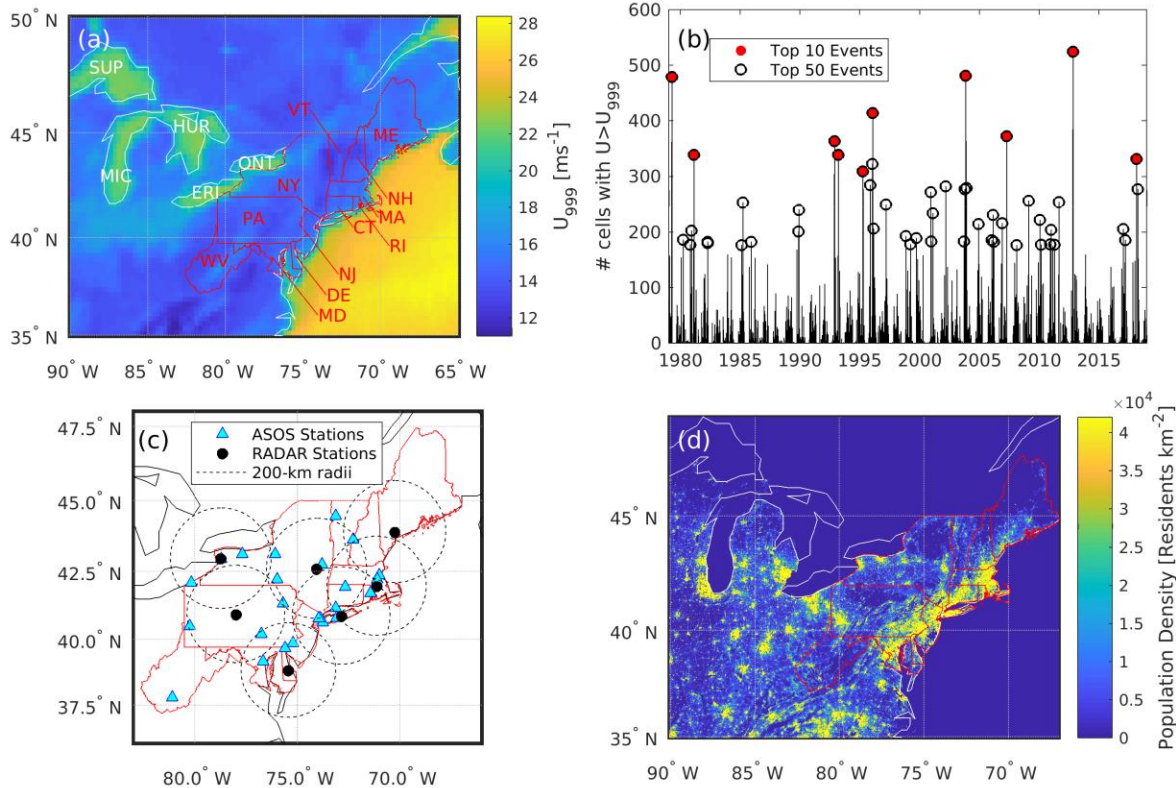 (a)
50° N
45° N
40° N
35° N
90° W 85° W 80° W 75° W 70° W 65° W
SUP
HUR
MIC
ONT
ERI
VT
ME
NY
NH
PA
MA
CT
RI
WV
NJ
DE
MD
28
26
24
22
20
18
16
14
12
U999 [ms-1]
(b)
Top 10 Events
Top 50 Events
# cells with U>U999
600
500
400
300
200
100
0
1980 1985 1990 1995 2000 2005 2010 2015
(c)
ASOS Stations
RADAR Stations
200-km radii
47.5° N
45.0° N
42.5° N
40.0° N
37.5° N
80.0° W 75.0° W 70.0° W
(d)
45° N
40° N
35° N
90° W 85° W 80° W 75° W 70° W
×10⁴
4
3.5
3
2.5
2
1.5
1
0.5
0
Population Density [Residents km-2]